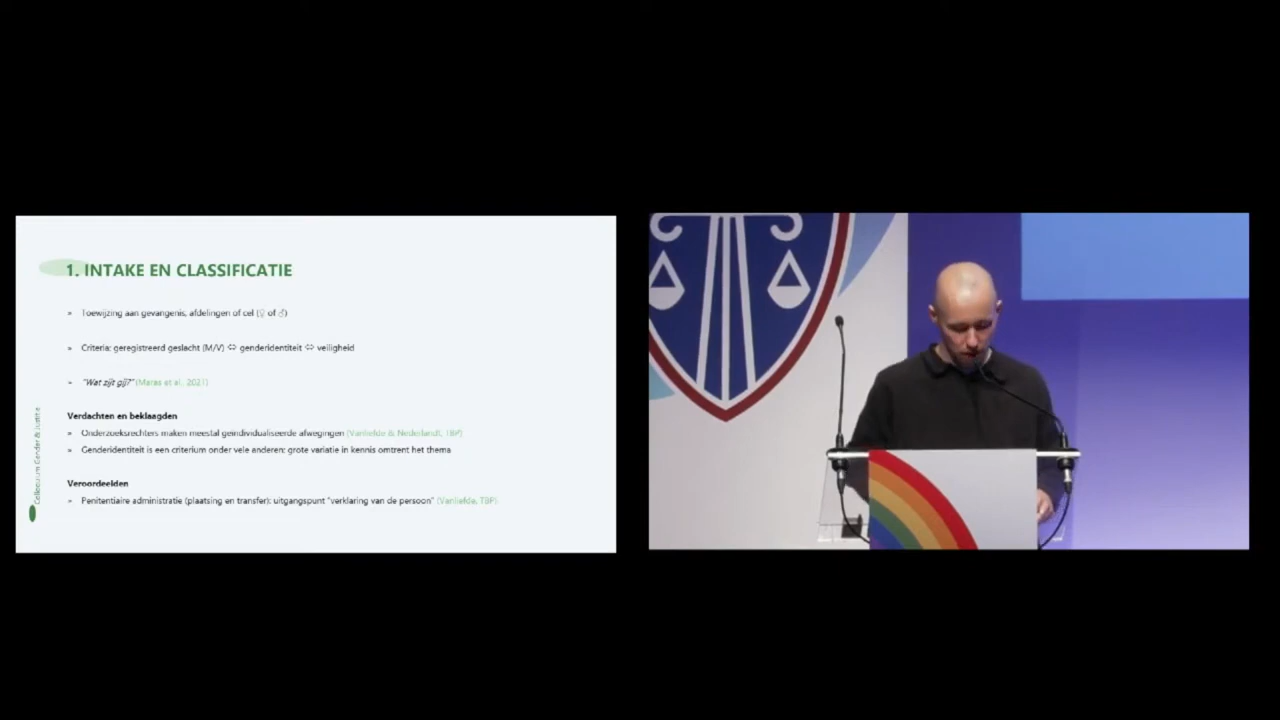 1. INTAKE EN CLASSIFICATIE
» Toewijzing aan gevangenis, afdelingen of cel (♀ of ♂)
» Criteria: geregistreerd geslacht (M/V) ⇔ genderidentiteit ⇔ veiligheid
» "Wat zijt gij?" (Maras et al., 2021)
Verdachten en beklaagden
» Onderzoeksrechters maken meestal geïndividualiseerde afwegingen (Vanliefde & Nederlandt, TBP)
» Genderidentiteit is een criterium onder vele anderen: grote variatie in kennis omtrent het thema
Veroordeelden
» Penitentiaire administratie (plaatsing en transfer): uitgangspunt "verklaring van de persoon" (Vanliefde, TBP)
Colloquium Gender & Justitie